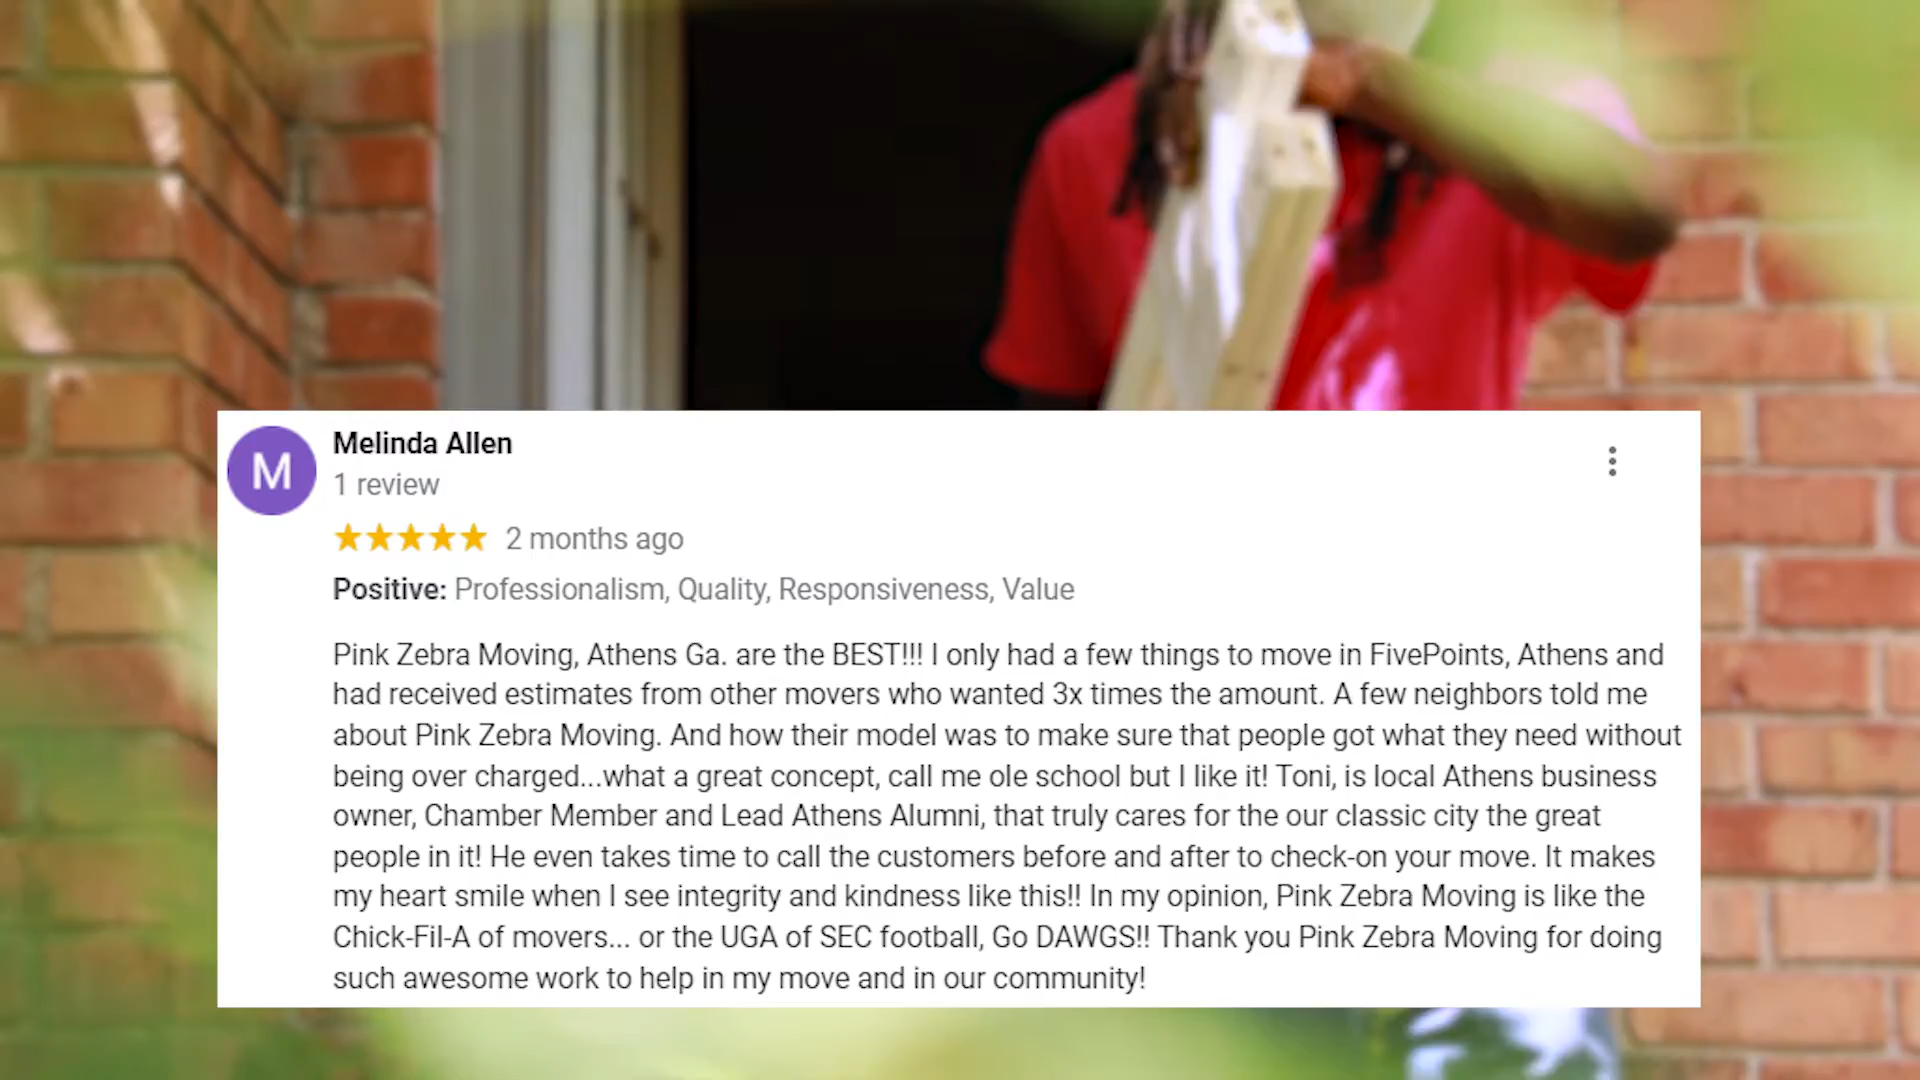 M
Melinda Allen
1 review
2 months ago
Positive: Professionalism, Quality, Responsiveness, Value
Pink Zebra Moving, Athens Ga. are the BEST!!! I only had a few things to move in FivePoints, Athens and
had received estimates from other movers who wanted 3x times the amount. A few neighbors told me
about Pink Zebra Moving. And how their model was to make sure that people got what they need without
being over charged...what a great concept, call me ole school but I like it! Toni, is local Athens business
owner, Chamber Member and Lead Athens Alumni, that truly cares for the our classic city the great
people in it! He even takes time to call the customers before and after to check-on your move. It makes
my heart smile when I see integrity and kindness like this!! In my opinion, Pink Zebra Moving is like the
Chick-Fil-A of movers... or the UGA of SEC football, Go DAWGS!! Thank you Pink Zebra Moving for doing
such awesome work to help in my move and in our community!